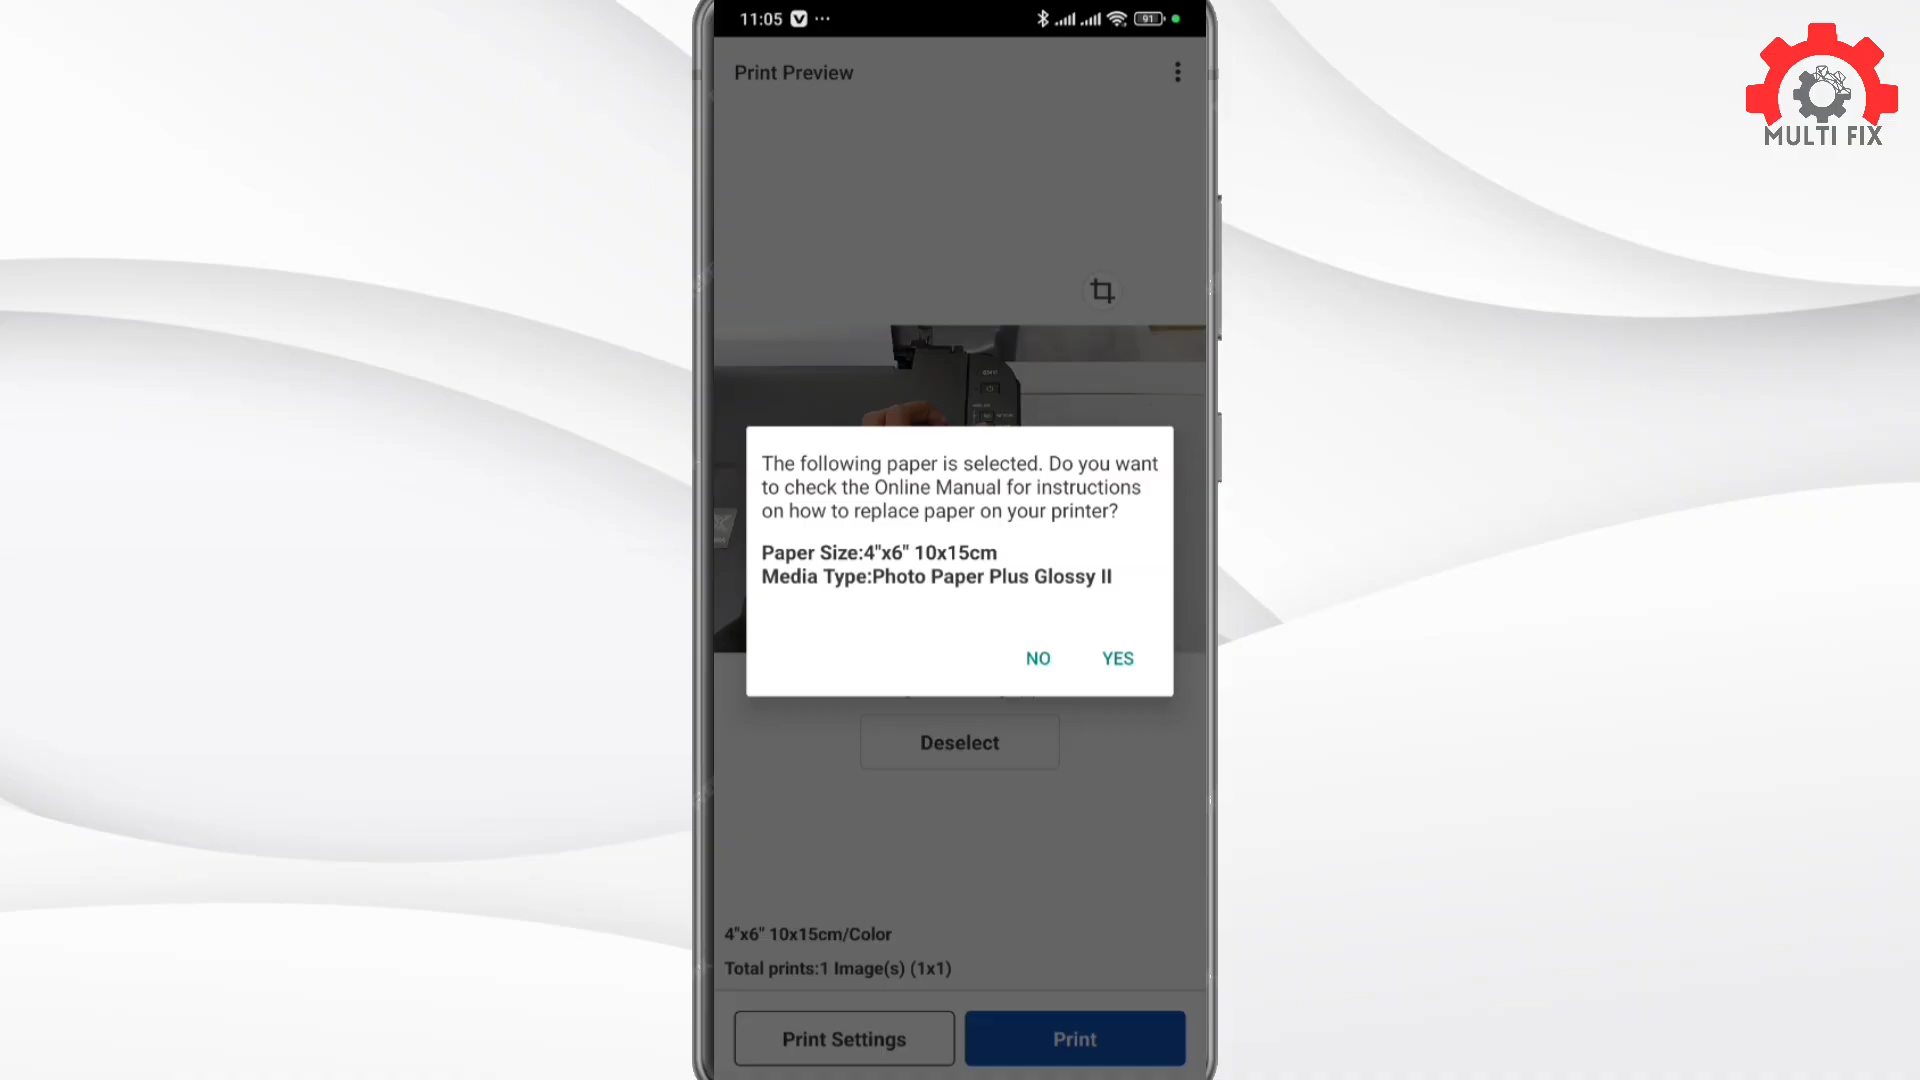 11:05
91
MULTI FIX
Print Preview
The following paper is selected. Do you want
to check the Online Manual for instructions
on how to replace paper on your printer?
Paper Size:4"x6" 10x15cm
Media Type:Photo Paper Plus Glossy II
NO YES
Deselect
4"x6" 10x15cm/Color
Total prints:1 Image(s) (1x1)
Print Settings
Print